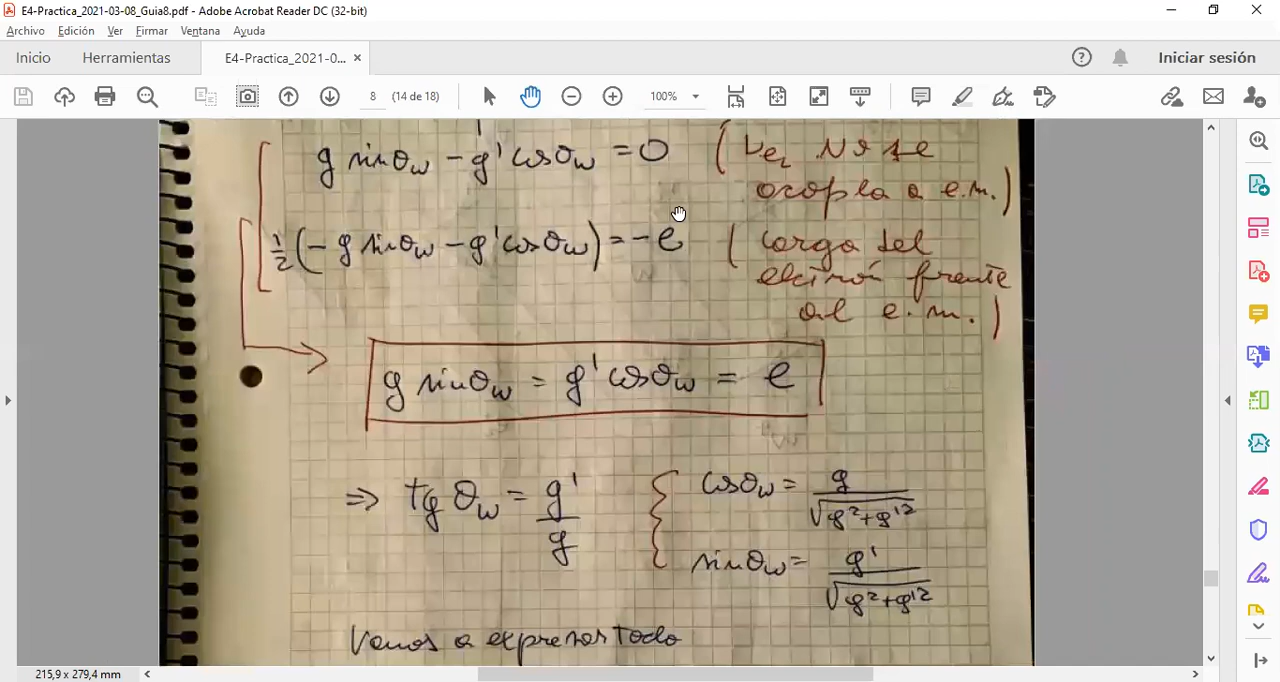 E4-Practica_2021-03-08_Guia8.pdf - Adobe Acrobat Reader DC (32-bit)
Archivo Edición Ver Firmar Ventana Ayuda
Inicio Herramientas E4-Practica_2021-0... × Iniciar sesión
8 (14 de 18) 100%
g sinθw - g' cosθw = 0 ( No se
acopla a e.m.)
1/2 (- g sinθw - g' cosθw) = -e ( carga del
electrón frente
al e.m.)
g sinθw = g' cosθw = e
⇒ tg θw = g'/g { cosθw = g/√g²+g'²
sinθw = g'/√g²+g'²
Vamos a expresar todo
215,9 x 279,4 mm